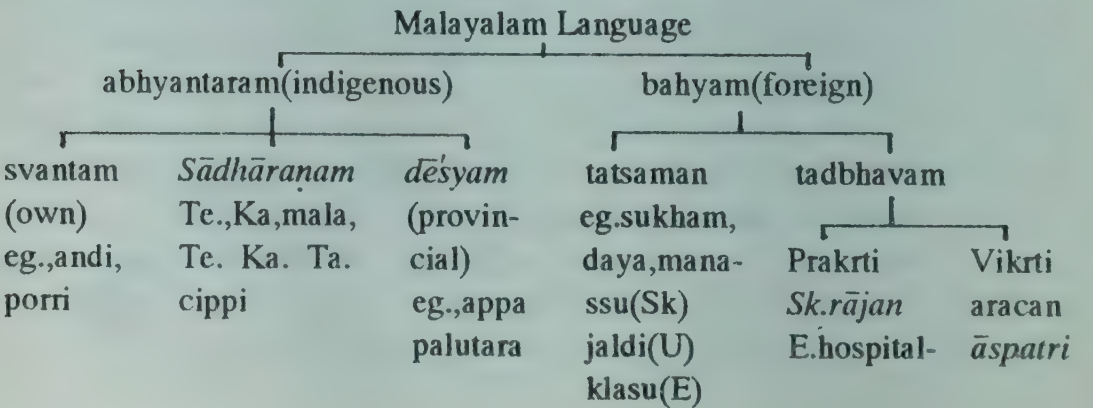 Malayalam Language
abhyantaram(indigenous) bahyam(foreign)
svantam Sādhāraṇam dēśyam tatsaman tadbhavam
(own) Te.,Ka,mala, (provin- eg.sukham,
eg.,andi, Te. Ka. Ta. cial) daya,mana- Prakrti Vikrti
porri cippi eg.,appa ssu(Sk) Sk.rājan aracan
palutara jaldi(U) E.hospital- āspatri
klasu(E)